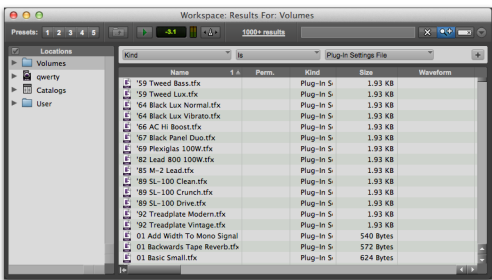 Workspace: Results For: Volumes
Presets: 1 2 3 4 5 -3.1 1000+ results
Locations
Volumes
qwerty
Catalogs
User
Kind Is Plug-In Settings File
Name 1 Perm. Kind Size Waveform
'59 Tweed Bass.tfx Plug-In S 1.93 KB
'59 Tweed Lux.tfx Plug-In S 1.93 KB
'64 Black Lux Normal.tfx Plug-In S 1.93 KB
'64 Black Lux Vibrato.tfx Plug-In S 1.93 KB
'66 AC Hi Boost.tfx Plug-In S 1.93 KB
'67 Black Panel Duo.tfx Plug-In S 1.93 KB
'69 Plexiglas 100W.tfx Plug-In S 1.93 KB
'82 Lead 800 100W.tfx Plug-In S 1.93 KB
'85 M-2 Lead.tfx Plug-In S 1.93 KB
'89 SL-100 Clean.tfx Plug-In S 1.93 KB
'89 SL-100 Crunch.tfx Plug-In S 1.93 KB
'89 SL-100 Drive.tfx Plug-In S 1.93 KB
'92 Treadplate Modern.tfx Plug-In S 1.93 KB
'92 Treadplate Vintage.tfx Plug-In S 1.93 KB
01 Add Width To Mono Signal Plug-In S 540 Bytes
01 Backwards Tape Reverb.tfx Plug-In S 572 Bytes
01 Basic Small.tfx Plug-In S 624 Bytes